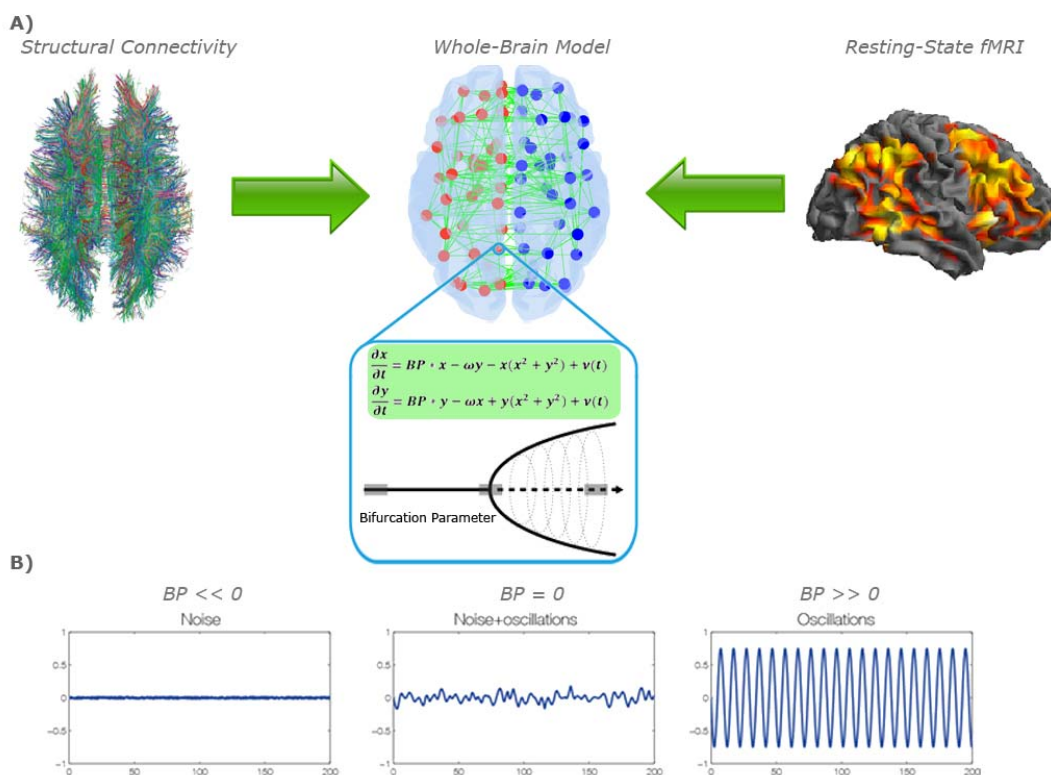 A)
Structural Connectivity
Whole-Brain Model
Resting-State fMRI
∂x/∂t = BP · x − ωy − x(x² + y²) + ν(t)
∂y/∂t = BP · y − ωx + y(x² + y²) + ν(t)
Bifurcation Parameter
B)
BP << 0
BP = 0
BP >> 0
Noise
Noise+oscillations
Oscillations
1
0.5
0
−0.5
−1
0
50
100
150
200
1
0.5
0
−0.5
−1
0
50
100
150
200
1
0.5
0
−0.5
−1
0
50
100
150
200